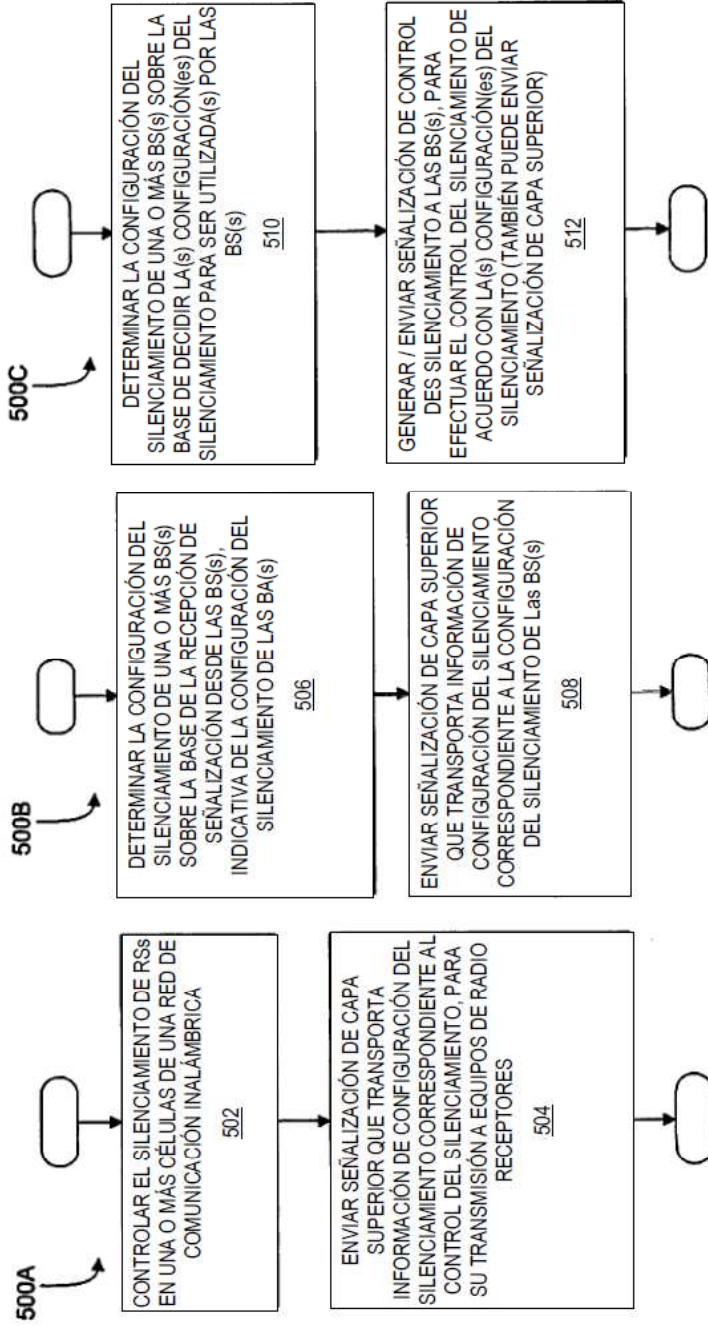 500A
CONTROLAR EL SILENCIAMIENTO DE RSs
EN UNA O MÁS CÉLULAS DE UNA RED DE
COMUNICACIÓN INALÁMBRICA
502
ENVIAR SEÑALIZACIÓN DE CAPA
SUPERIOR QUE TRANSPORTA
INFORMACIÓN DE CONFIGURACIÓN DEL
SILENCIAMIENTO CORRESPONDIENTE AL
CONTROL DEL SILENCIAMIENTO, PARA
SU TRANSMISIÓN A EQUIPOS DE RADIO
RECEPTORES
504
500B
DETERMINAR LA CONFIGURACIÓN DEL
SILENCIAMIENTO DE UNA O MÁS BS(s)
SOBRE LA BASE DE LA RECEPCIÓN DE
SEÑALIZACIÓN DESDE LAS BS(s),
INDICATIVA DE LA CONFIGURACIÓN DEL
SILENCIAMIENTO DE LAS BA(s)
506
ENVIAR SEÑALIZACIÓN DE CAPA SUPERIOR
QUE TRANSPORTA INFORMACIÓN DE
CONFIGURACIÓN DEL SILENCIAMIENTO
CORRESPONDIENTE A LA CONFIGURACIÓN
DEL SILENCIAMIENTO DE Las BS(s)
508
500C
DETERMINAR LA CONFIGURACIÓN DEL
SILENCIAMIENTO DE UNA O MÁS BS(s) SOBRE LA
BASE DE DECIDIR LA(s) CONFIGURACIÓN(es) DEL
SILENCIAMIENTO PARA SER UTILIZADA(s) POR LAS
BS(s)
510
GENERAR / ENVIAR SEÑALIZACIÓN DE CONTROL
DES SILENCIAMIENTO A LAS BS(s), PARA
EFECTUAR EL CONTROL DEL SILENCIAMIENTO DE
ACUERDO CON LA(s) CONFIGURACIÓN(es) DEL
SILENCIAMIENTO (TAMBIÉN PUEDE ENVIAR
SEÑALIZACIÓN DE CAPA SUPERIOR)
512